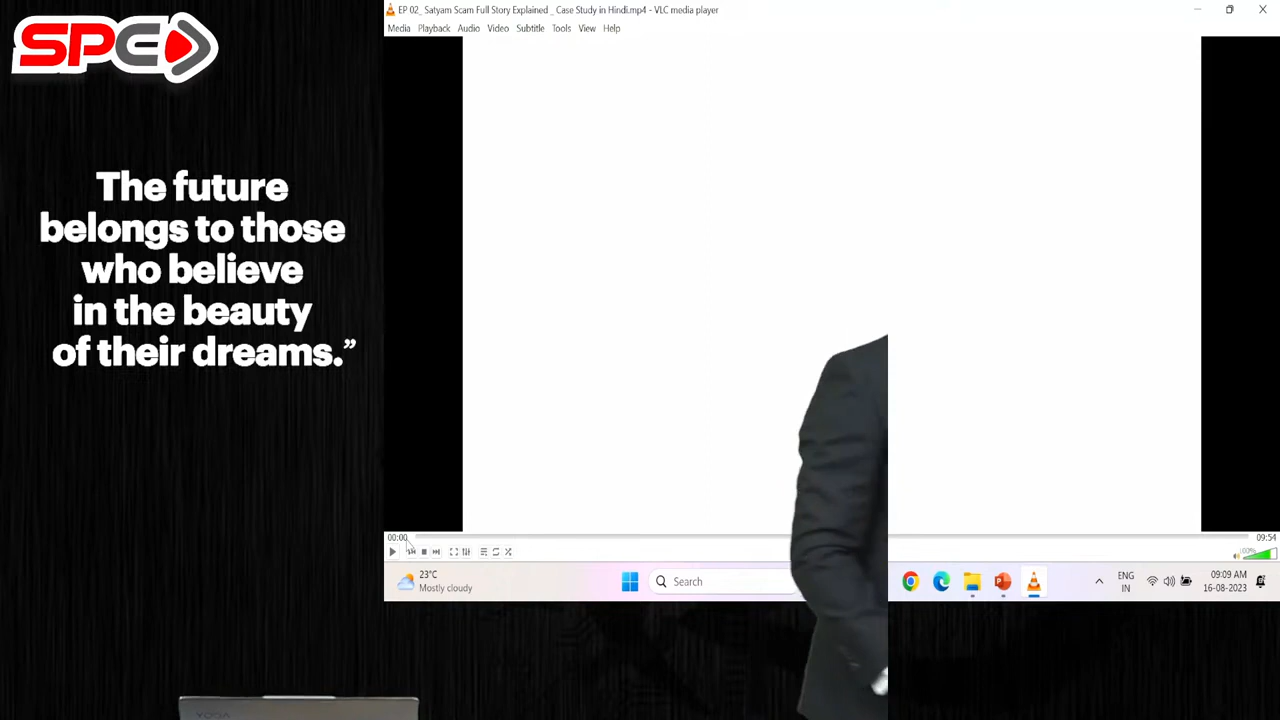 SPE
The future
belongs to those
who believe
in the beauty
of their dreams.”
EP 02_ Satyam Scam Full Story Explained _ Case Study in Hindi.mp4 - VLC media player
Media Playback Audio Video Subtitle Tools View Help
00:00
09:54
100%
23°C
Mostly cloudy
Search
ENG
IN
09:09 AM
16-08-2023
YOGA